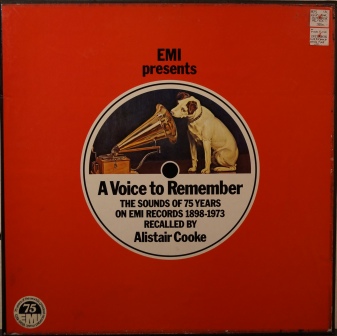 EMI
presents
A Voice to Remember
THE SOUNDS OF 75 YEARS
ON EMI RECORDS 1898-1973
RECALLED BY
Alistair Cooke
75
EMI